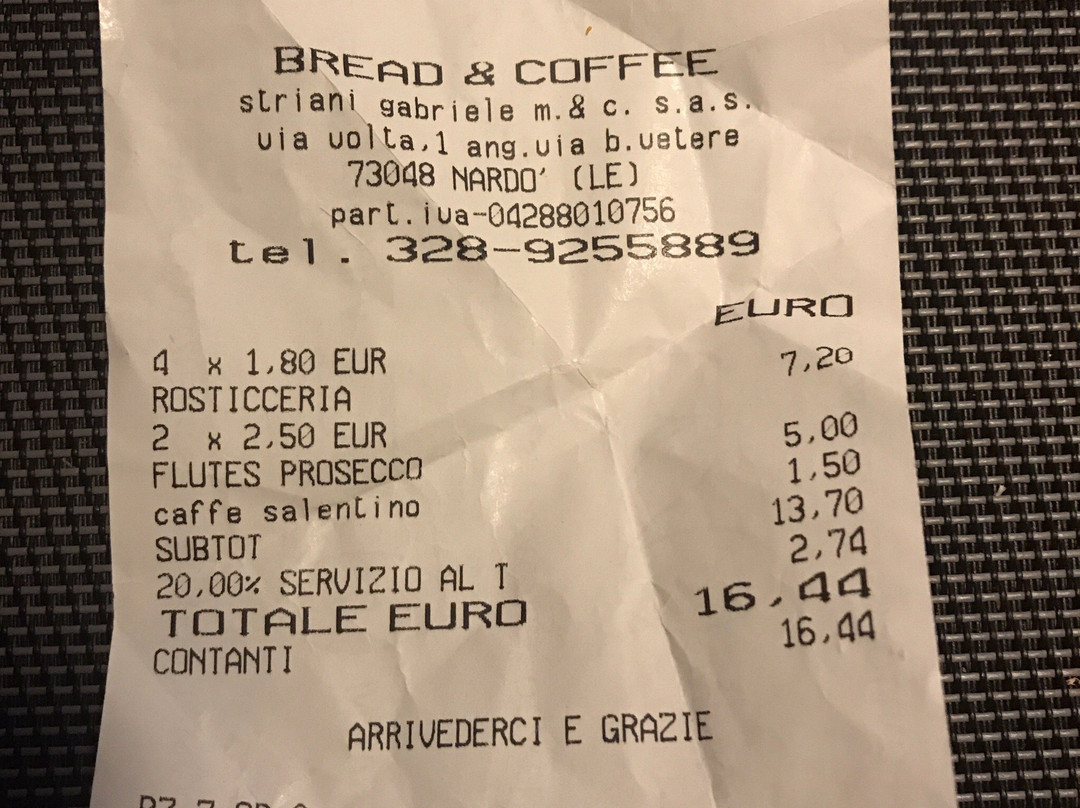 BREAD & COFFEE
striani gabriele m.& c. s.a.s.
via volta,1 ang.via b.vetere
73048 NARDO' (LE)
part.iva-04288010756
tel. 328-9255889
EURO
4 x 1,80 EUR
ROSTICCERIA 7,20
2 x 2,50 EUR
FLUTES PROSECCO 5,00
caffe salentino 1,50
SUBTOT 13,70
20,00% SERVIZIO AL T 2,74
TOTALE EURO 16,44
CONTANTI 16,44
ARRIVEDERCI E GRAZIE